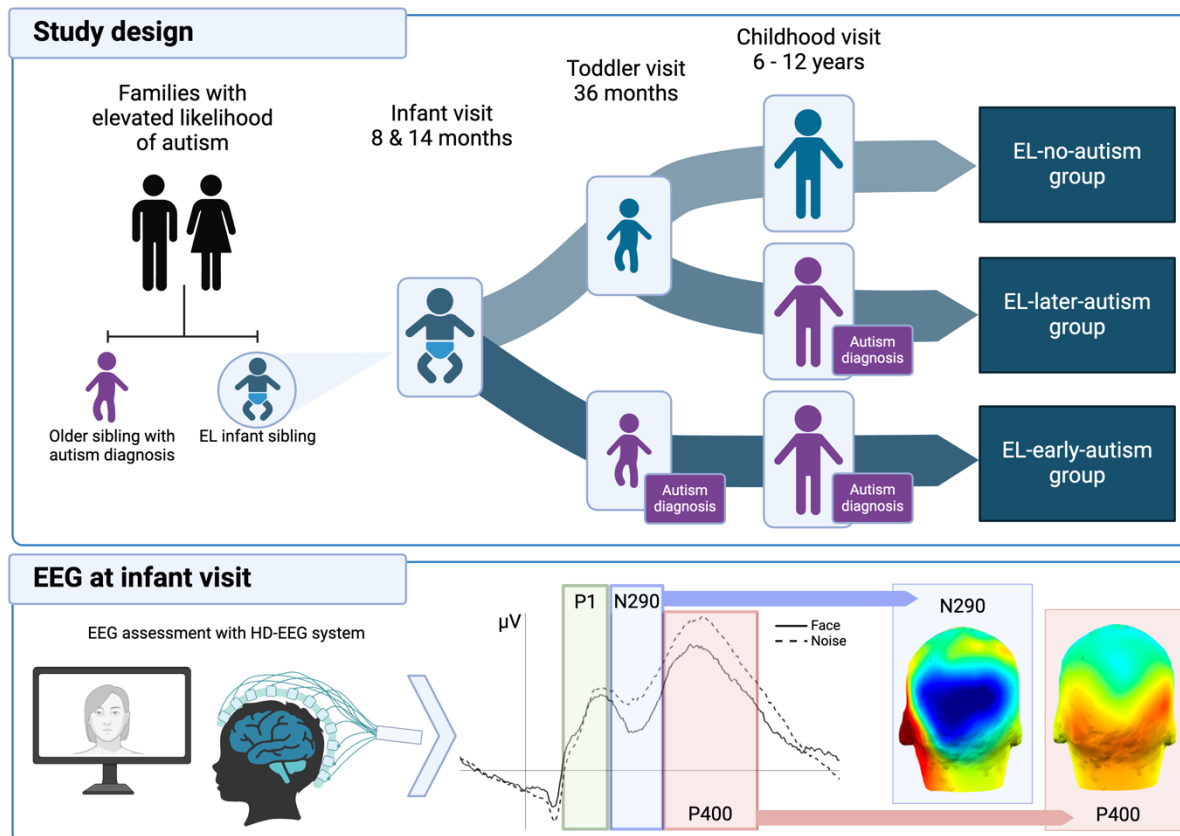 Study design
Families with
elevated likelihood
of autism
Older sibling with
autism diagnosis
EL infant sibling
Infant visit
8 & 14 months
Toddler visit
36 months
Childhood visit
6 - 12 years
Autism
diagnosis
Autism
diagnosis
Autism
diagnosis
EL-no-autism
group
EL-later-autism
group
EL-early-autism
group
EEG at infant visit
EEG assessment with HD-EEG system
µV
P1
N290
P400
Face
Noise
N290
P400